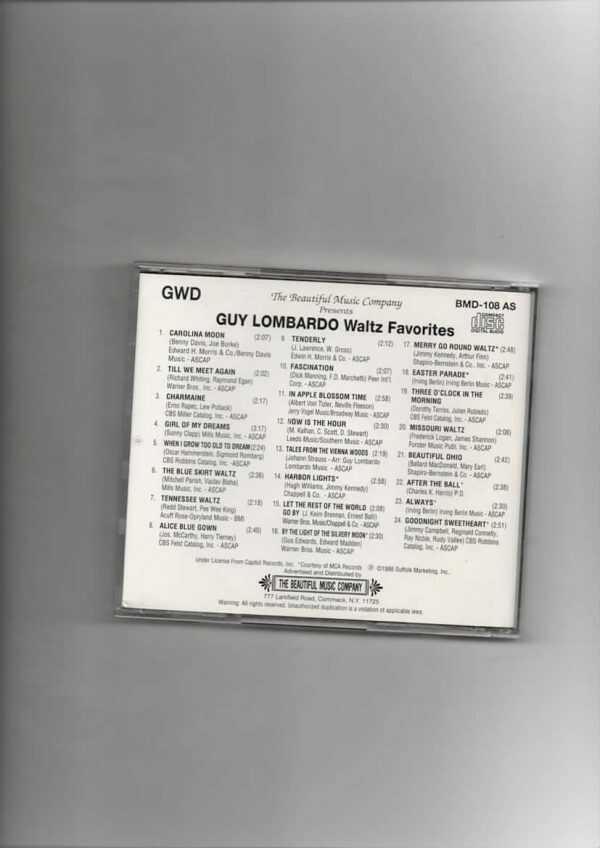 GWD
The Beautiful Music Company
Presents
BMD-108 AS
COMPACT
disc
DIGITAL AUDIO
GUY LOMBARDO Waltz Favorites
1. CAROLINA MOON (2:07)
(Benny Davis, Joe Burke)
Edward H. Morris & Co./Benny Davis
Music - ASCAP
2. TILL WE MEET AGAIN (2:02)
(Richard Whiting, Raymond Egan)
Warner Bros., Inc. - ASCAP
3. CHARMAINE (2:17)
(Erno Rapee, Lew Pollack)
CBS Miller Catalog, Inc. - ASCAP
4. GIRL OF MY DREAMS (3:17)
(Sunny Clapp) Mills Music, Inc. - ASCAP
5. WHEN I GROW TOO OLD TO DREAM (2:24)
(Oscar Hammerstein, Sigmund Romberg)
CBS Robbins Catalog, Inc. - ASCAP
6. THE BLUE SKIRT WALTZ (2:36)
(Mitchell Parish, Vaclav Blaha)
Mills Music, Inc. - ASCAP
7. TENNESSEE WALTZ (2:18)
(Redd Stewart, Pee Wee King)
Acuff Rose-Opryland Music - BMI
8. ALICE BLUE GOWN (2:40)
(Jos. McCarthy, Harry Tierney)
CBS Feist Catalog, Inc. - ASCAP
9. TENDERLY (2:12)
(J. Lawrence, W. Gross)
Edwin H. Morris & Co. - ASCAP
10. FASCINATION (2:07)
(Dick Manning, F.D. Marchetti) Peer Int'l
Corp. - ASCAP
11. IN APPLE BLOSSOM TIME (2:58)
(Albert Von Tilzer, Neville Fleeson)
Jerry Vogel Music/Broadway Music - ASCAP
12. NOW IS THE HOUR (2:30)
(M. Kaihan, C. Scott, D. Stewart)
Leeds Music/Southern Music - ASCAP
13. TALES FROM THE VIENNA WOODS (2:19)
(Johann Strauss - Arr. Guy Lombardo
Lombardo Music - ASCAP
14. HARBOR LIGHTS* (2:58)
(Hugh Williams, Jimmy Kennedy)
Chappell & Co. - ASCAP
15. LET THE REST OF THE WORLD (2:08)
GO BY (J. Keirn Brennan, Ernest Ball)
Warner Bros. Music/Chappell & Co. - ASCAP
16. BY THE LIGHT OF THE SILVERY MOON* (2:30)
(Gus Edwards, Edward Madden)
Warner Bros. Music - ASCAP
17. MERRY GO ROUND WALTZ* (2:48)
(Jimmy Kennedy, Arthur Finn)
Shapiro-Bernstein & Co., Inc. - ASCAP
18. EASTER PARADE* (2:41)
(Irving Berlin) Irving Berlin Music - ASCAP
19. THREE O'CLOCK IN THE (2:39)
MORNING
(Dorothy Terriss, Julian Robledo)
CBS Feist Catalog, Inc. - ASCAP
20. MISSOURI WALTZ (2:06)
(Frederick Logan, James Shannon)
Forster Music Publ. Inc. - ASCAP
21. BEAUTIFUL OHIO (2:42)
(Ballard MacDonald, Mary Earl)
Shapiro-Bernstein & Co. - ASCAP
22. AFTER THE BALL* (2:38)
(Charles K. Harris) P.D.
23. ALWAYS* (2:30)
(Irving Berlin) Irving Berlin Music - ASCAP
24. GOODNIGHT SWEETHEART* (2:51)
(Jimmy Campbell, Reginald Connelly,
Ray Noble, Rudy Vallee) CBS Robbins
Catalog, Inc. - ASCAP
Under License From Capitol Records, Inc. *Courtesy of MCA Records ℗©1988 Suffolk Marketing, Inc.
Advertised and Distributed by
THE BEAUTIFUL MUSIC COMPANY
777 Larkfield Road, Commack, N.Y. 11725
Warning: All rights reserved. Unauthorized duplication is a violation of applicable laws.